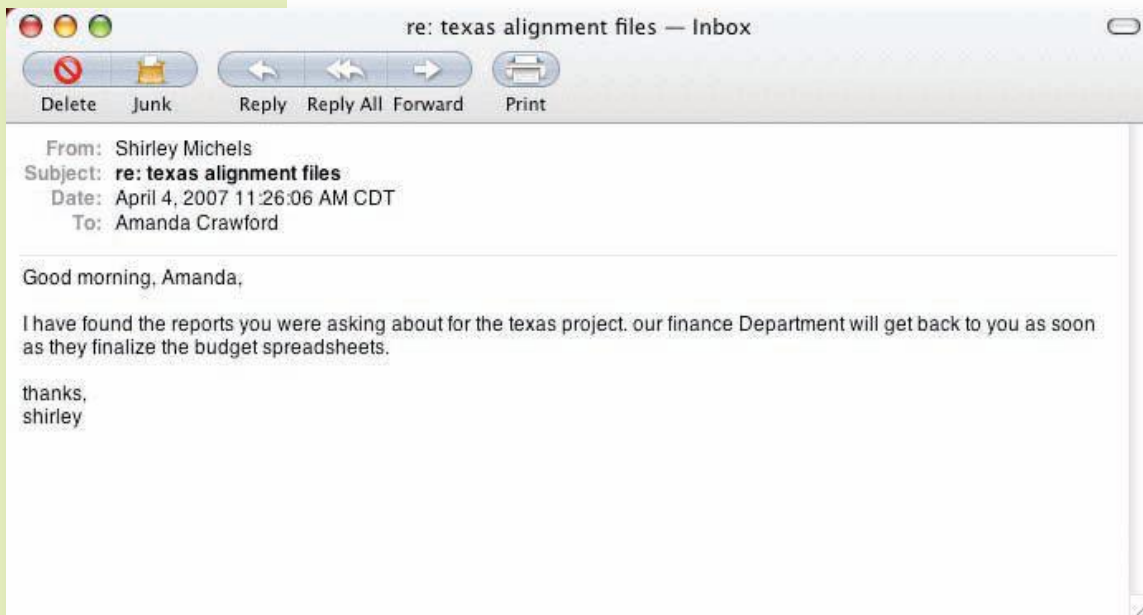 re: texas alignment files — Inbox
Delete Junk Reply Reply All Forward Print
From: Shirley Michels
Subject: re: texas alignment files
Date: April 4, 2007 11:26:06 AM CDT
To: Amanda Crawford
Good morning, Amanda,
I have found the reports you were asking about for the texas project. our finance Department will get back to you as soon
as they finalize the budget spreadsheets.
thanks,
shirley